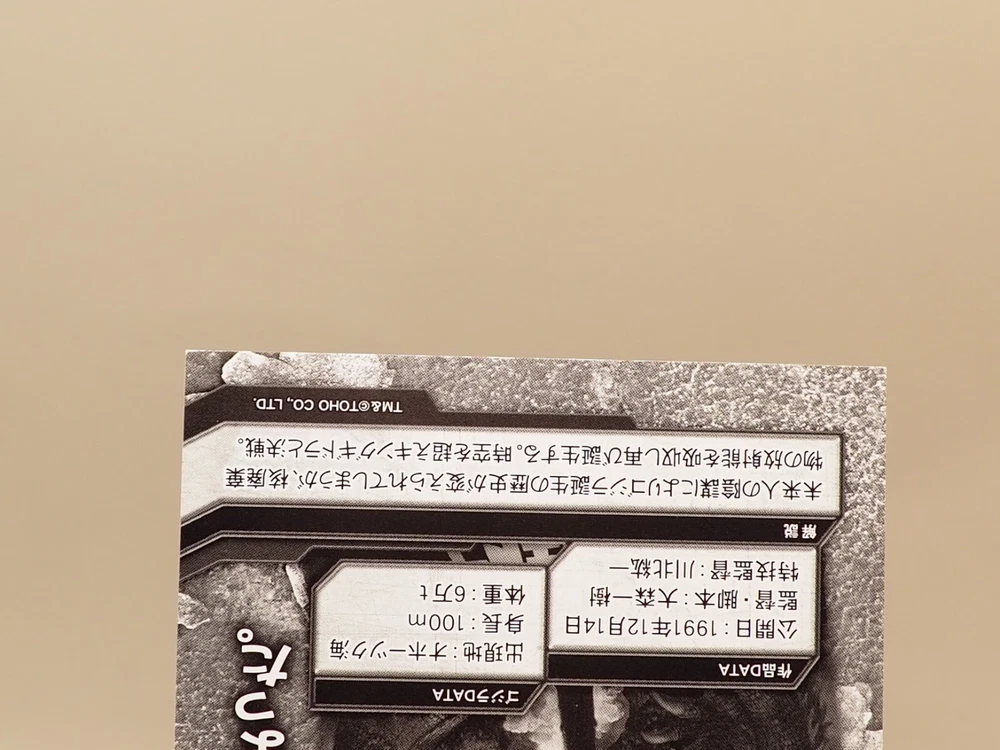 った。
作品DATA
公開日：1991年12月14日
監督・脚本：大森一樹
特技監督：川北紘一
ゴジラDATA
出現地：オホーツク海
身長：100m
体重：6万t
解説
未来人の陰謀によりゴジラ誕生の歴史が変えられてしまうが、核廃棄
物の放射能を吸収し再び誕生する。時空を超えキングギドラと決戦。
TM&©TOHO CO., LTD.